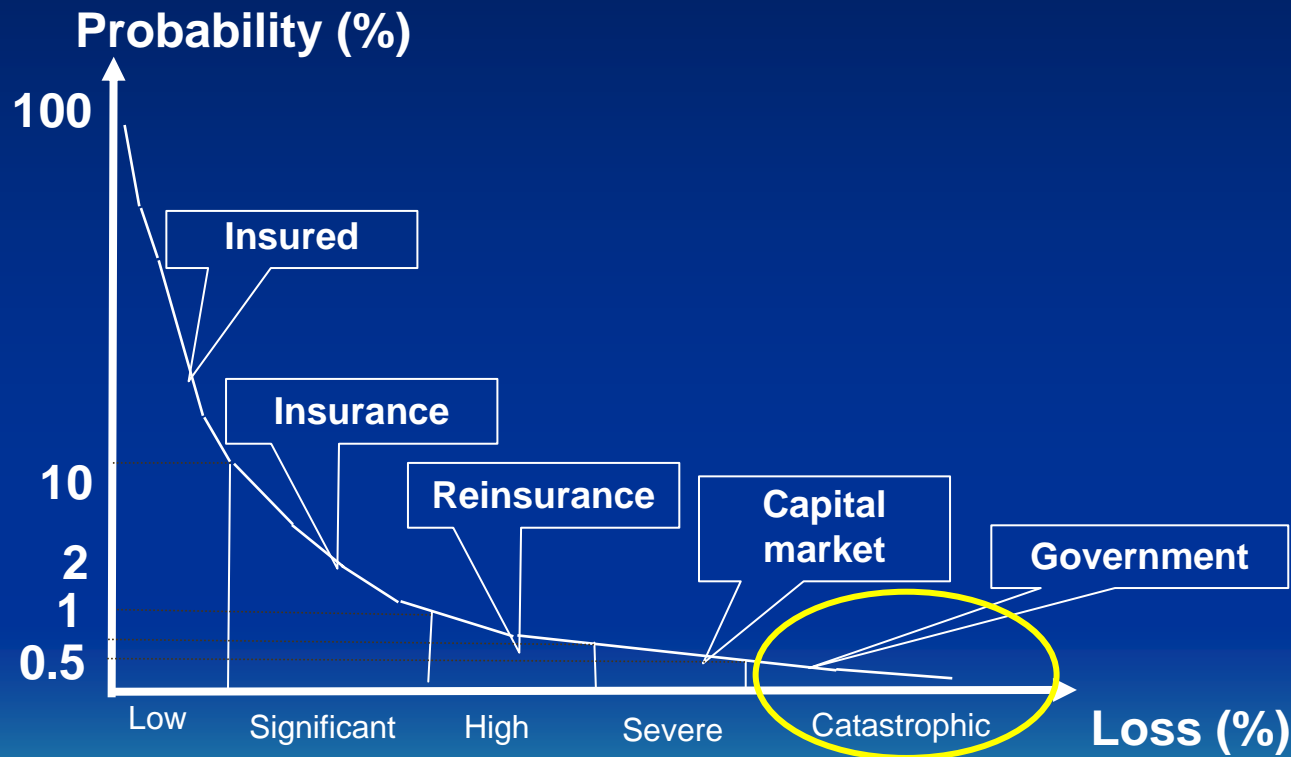 Probability (%)
100
Insured
Insurance
10
Reinsurance
Capital
market
Government
2
1
0.5
Low
Significant
High
Severe
Catastrophic
Loss (%)